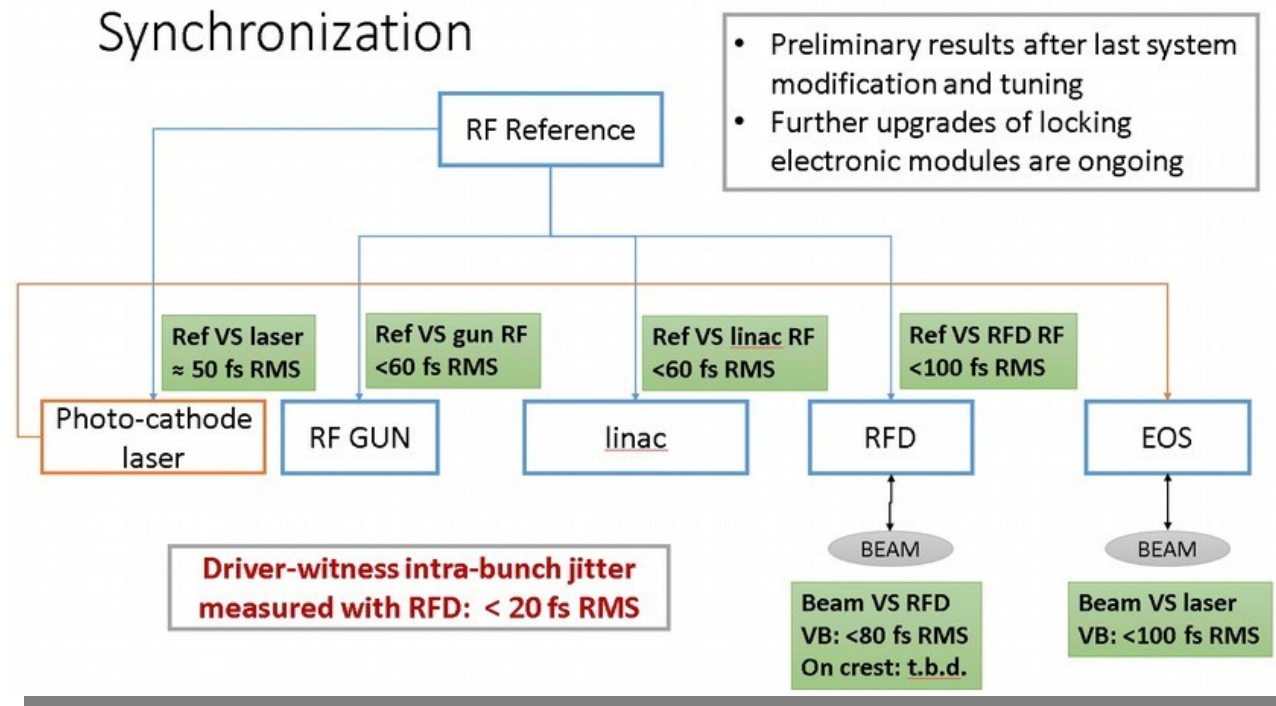 Synchronization
• Preliminary results after last system
modification and tuning
• Further upgrades of locking
electronic modules are ongoing
RF Reference
Ref VS laser
≈ 50 fs RMS
Ref VS gun RF
<60 fs RMS
Ref VS linac RF
<60 fs RMS
Ref VS RFD RF
<100 fs RMS
Photo-cathode
laser
RF GUN
linac
RFD
EOS
BEAM
BEAM
Driver-witness intra-bunch jitter
measured with RFD: < 20 fs RMS
Beam VS RFD
VB: <80 fs RMS
On crest: t.b.d.
Beam VS laser
VB: <100 fs RMS